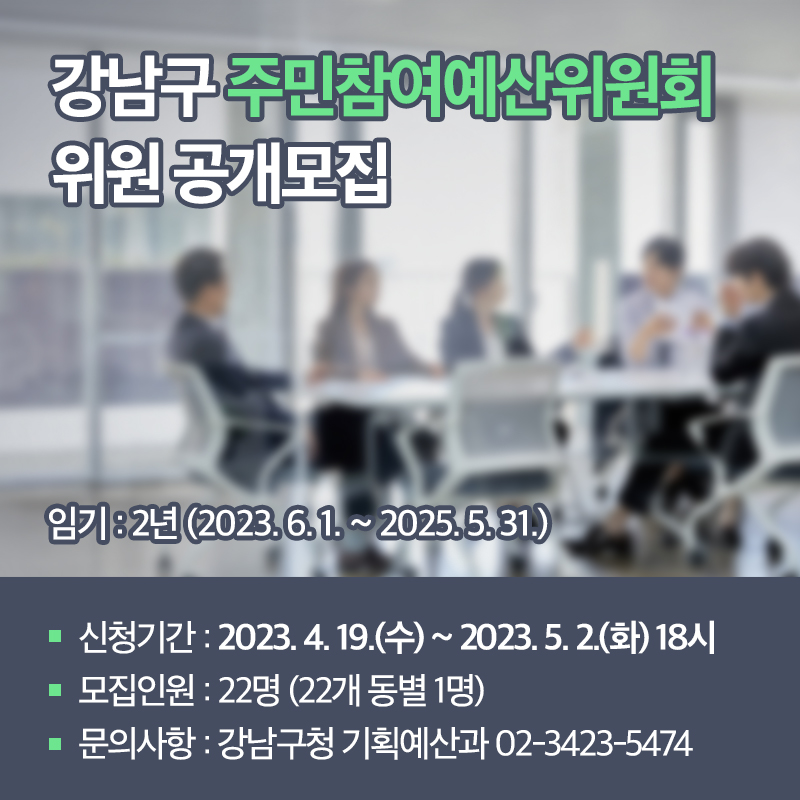 강남구 주민참여예산위원회
위원 공개모집
임기 : 2년 (2023. 6. 1. ~ 2025. 5. 31.)
신청기간 : 2023. 4. 19.(수) ~ 2023. 5. 2.(화) 18시
모집인원 : 22명 (22개 동별 1명)
문의사항 : 강남구청 기획예산과 02-3423-5474